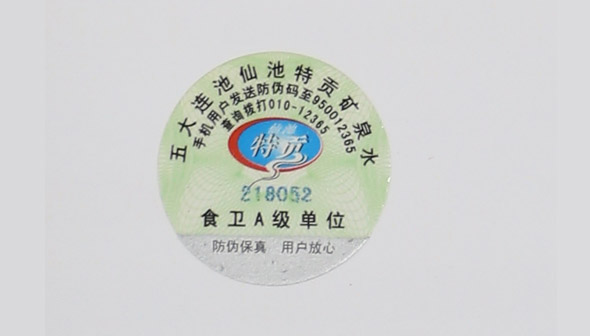 五大连池仙池特贡矿泉水
手机用户发送防伪码至950012365
查询拨打010-12365
仙池
特贡
218052
食卫A级单位
防伪保真 用户放心